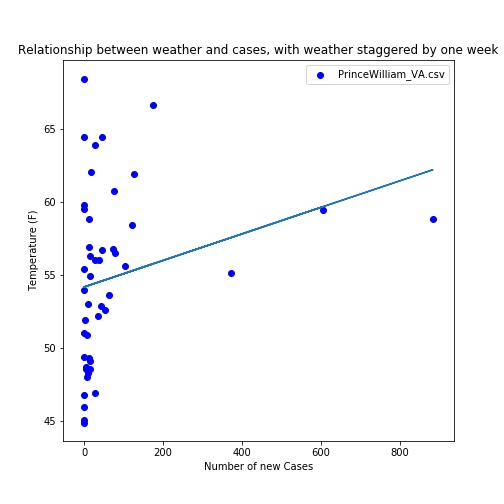 Relationship between weather and cases, with weather staggered by one week
PrinceWilliam_VA.csv
65
60
55
50
45
Temperature (F)
0
200
400
600
800
Number of new Cases